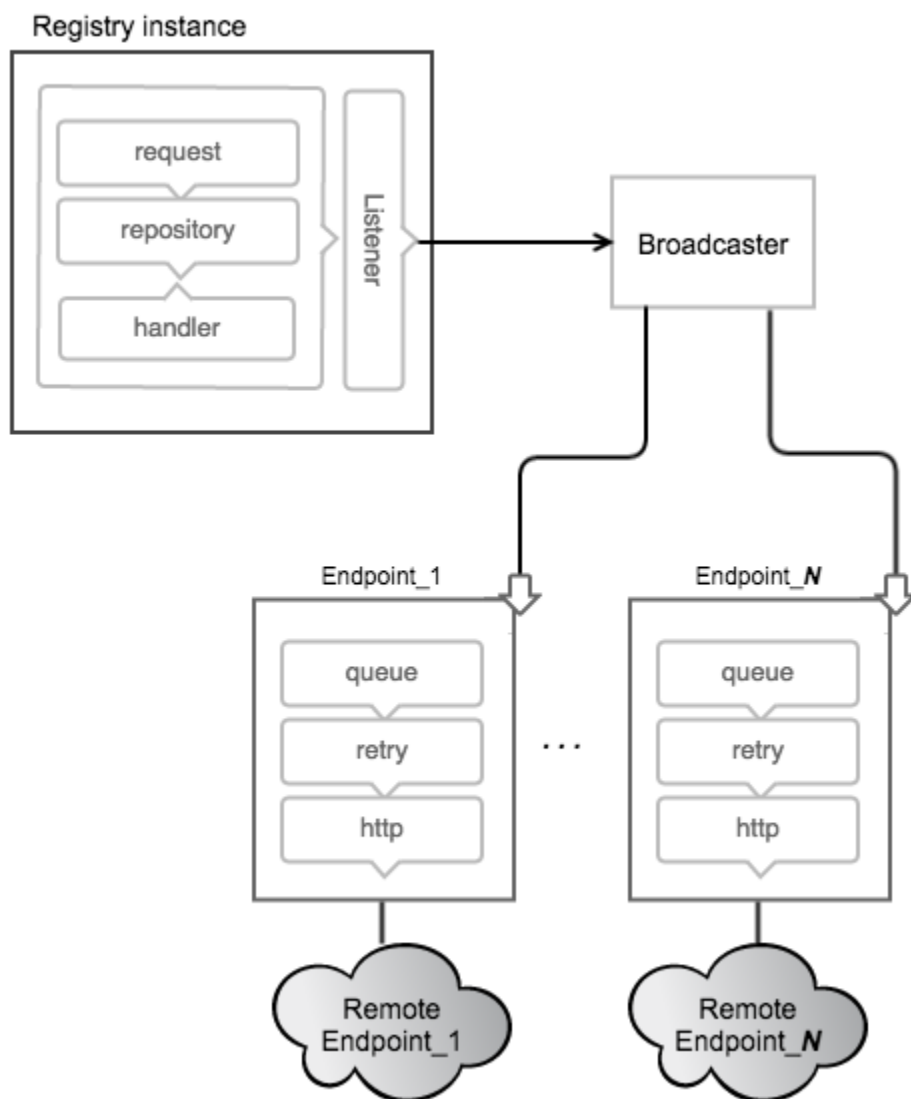 Registry instance
request
repository
handler
Listener
Broadcaster
Endpoint_1
queue
retry
http
...
Endpoint_N
queue
retry
http
Remote
Endpoint_1
Remote
Endpoint_N